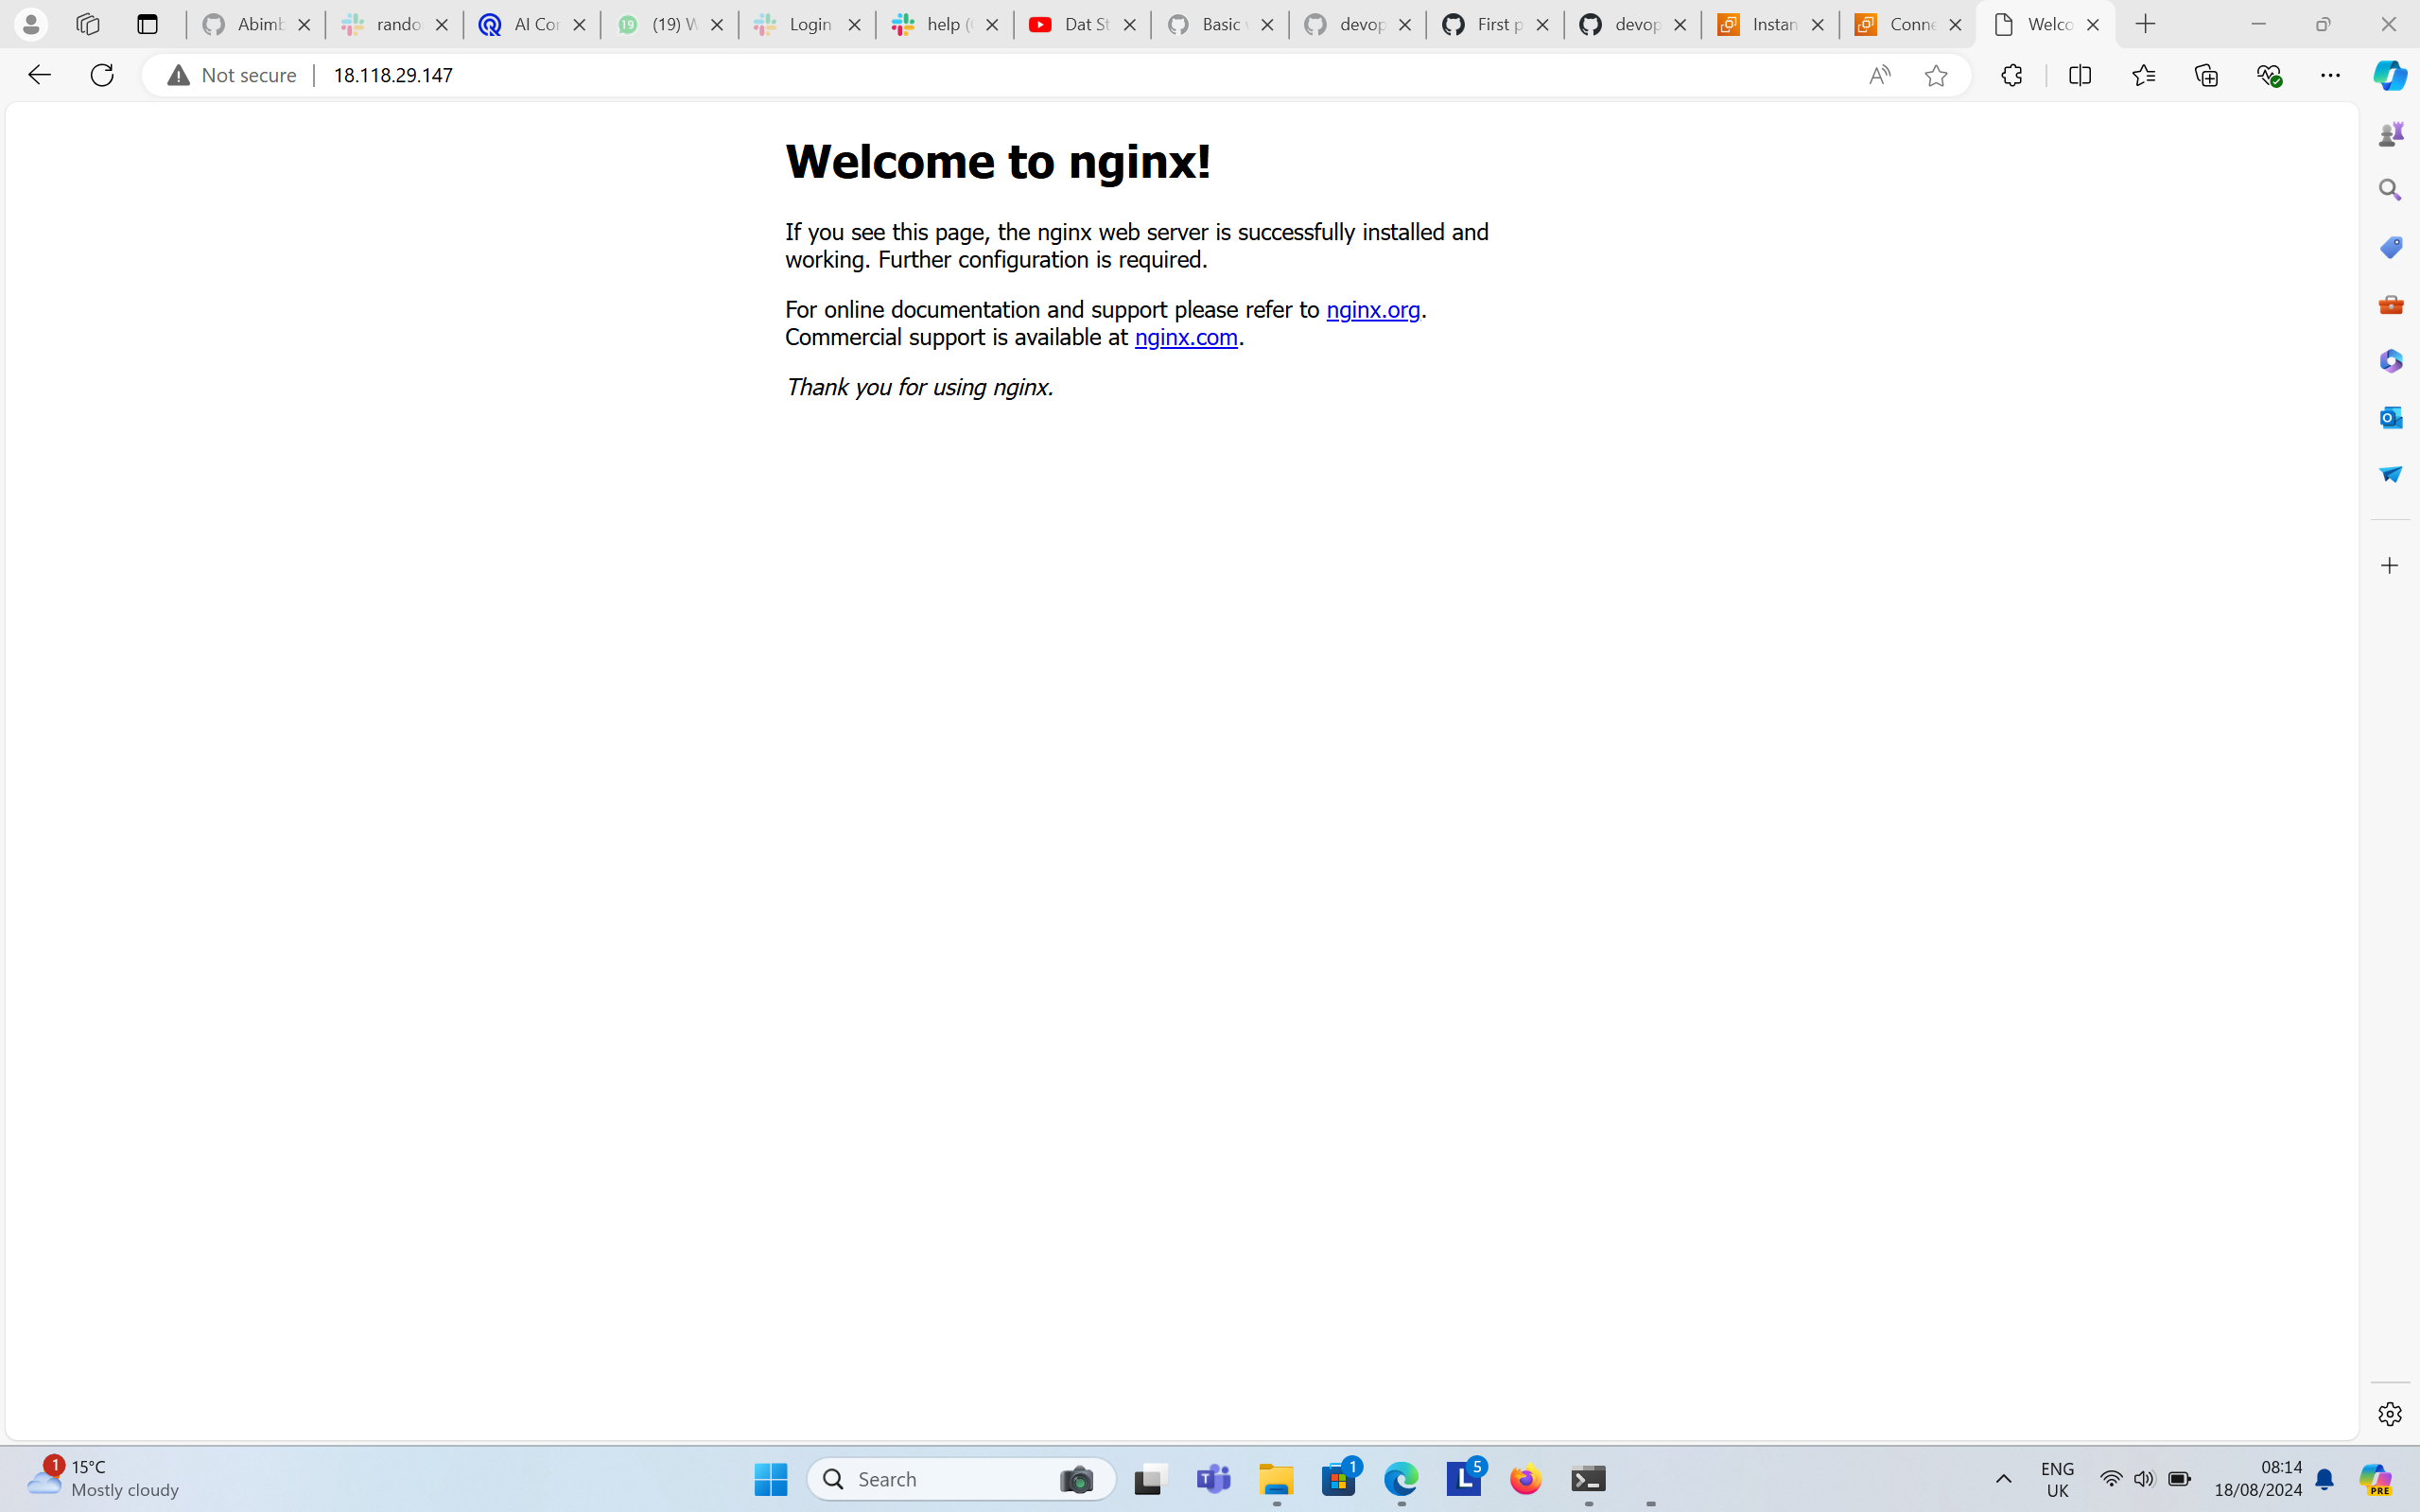 Abimb
rando
AI Cor
19
(19) W
Login
help (
Dat St
Basic
devop
First p
devop
Instan
Conne
Welco
Not secure
18.118.29.147
Welcome to nginx!
If you see this page, the nginx web server is successfully installed and
working. Further configuration is required.
For online documentation and support please refer to nginx.org.
Commercial support is available at nginx.com.
Thank you for using nginx.
1
15°C
Mostly cloudy
Search
1
L
5
ENG
UK
08:14
18/08/2024
PRE